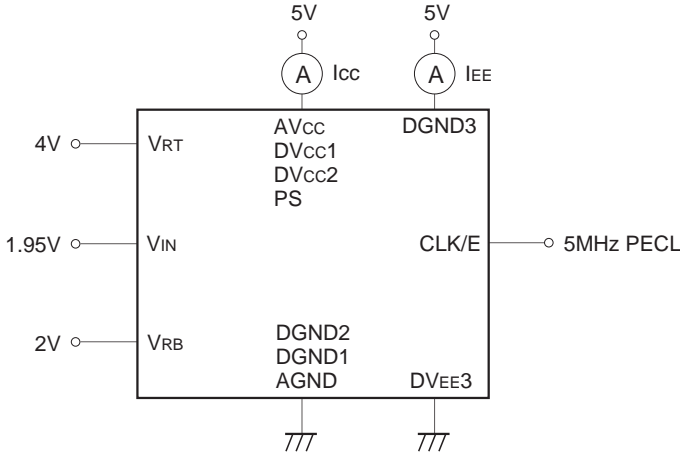 5V 5V
A Icc A IEE
AVcc DGND3
4V VRT DVcc1
DVcc2
PS
1.95V VIN CLK/E 5MHz PECL
2V VRB DGND2
DGND1
AGND DVEE3